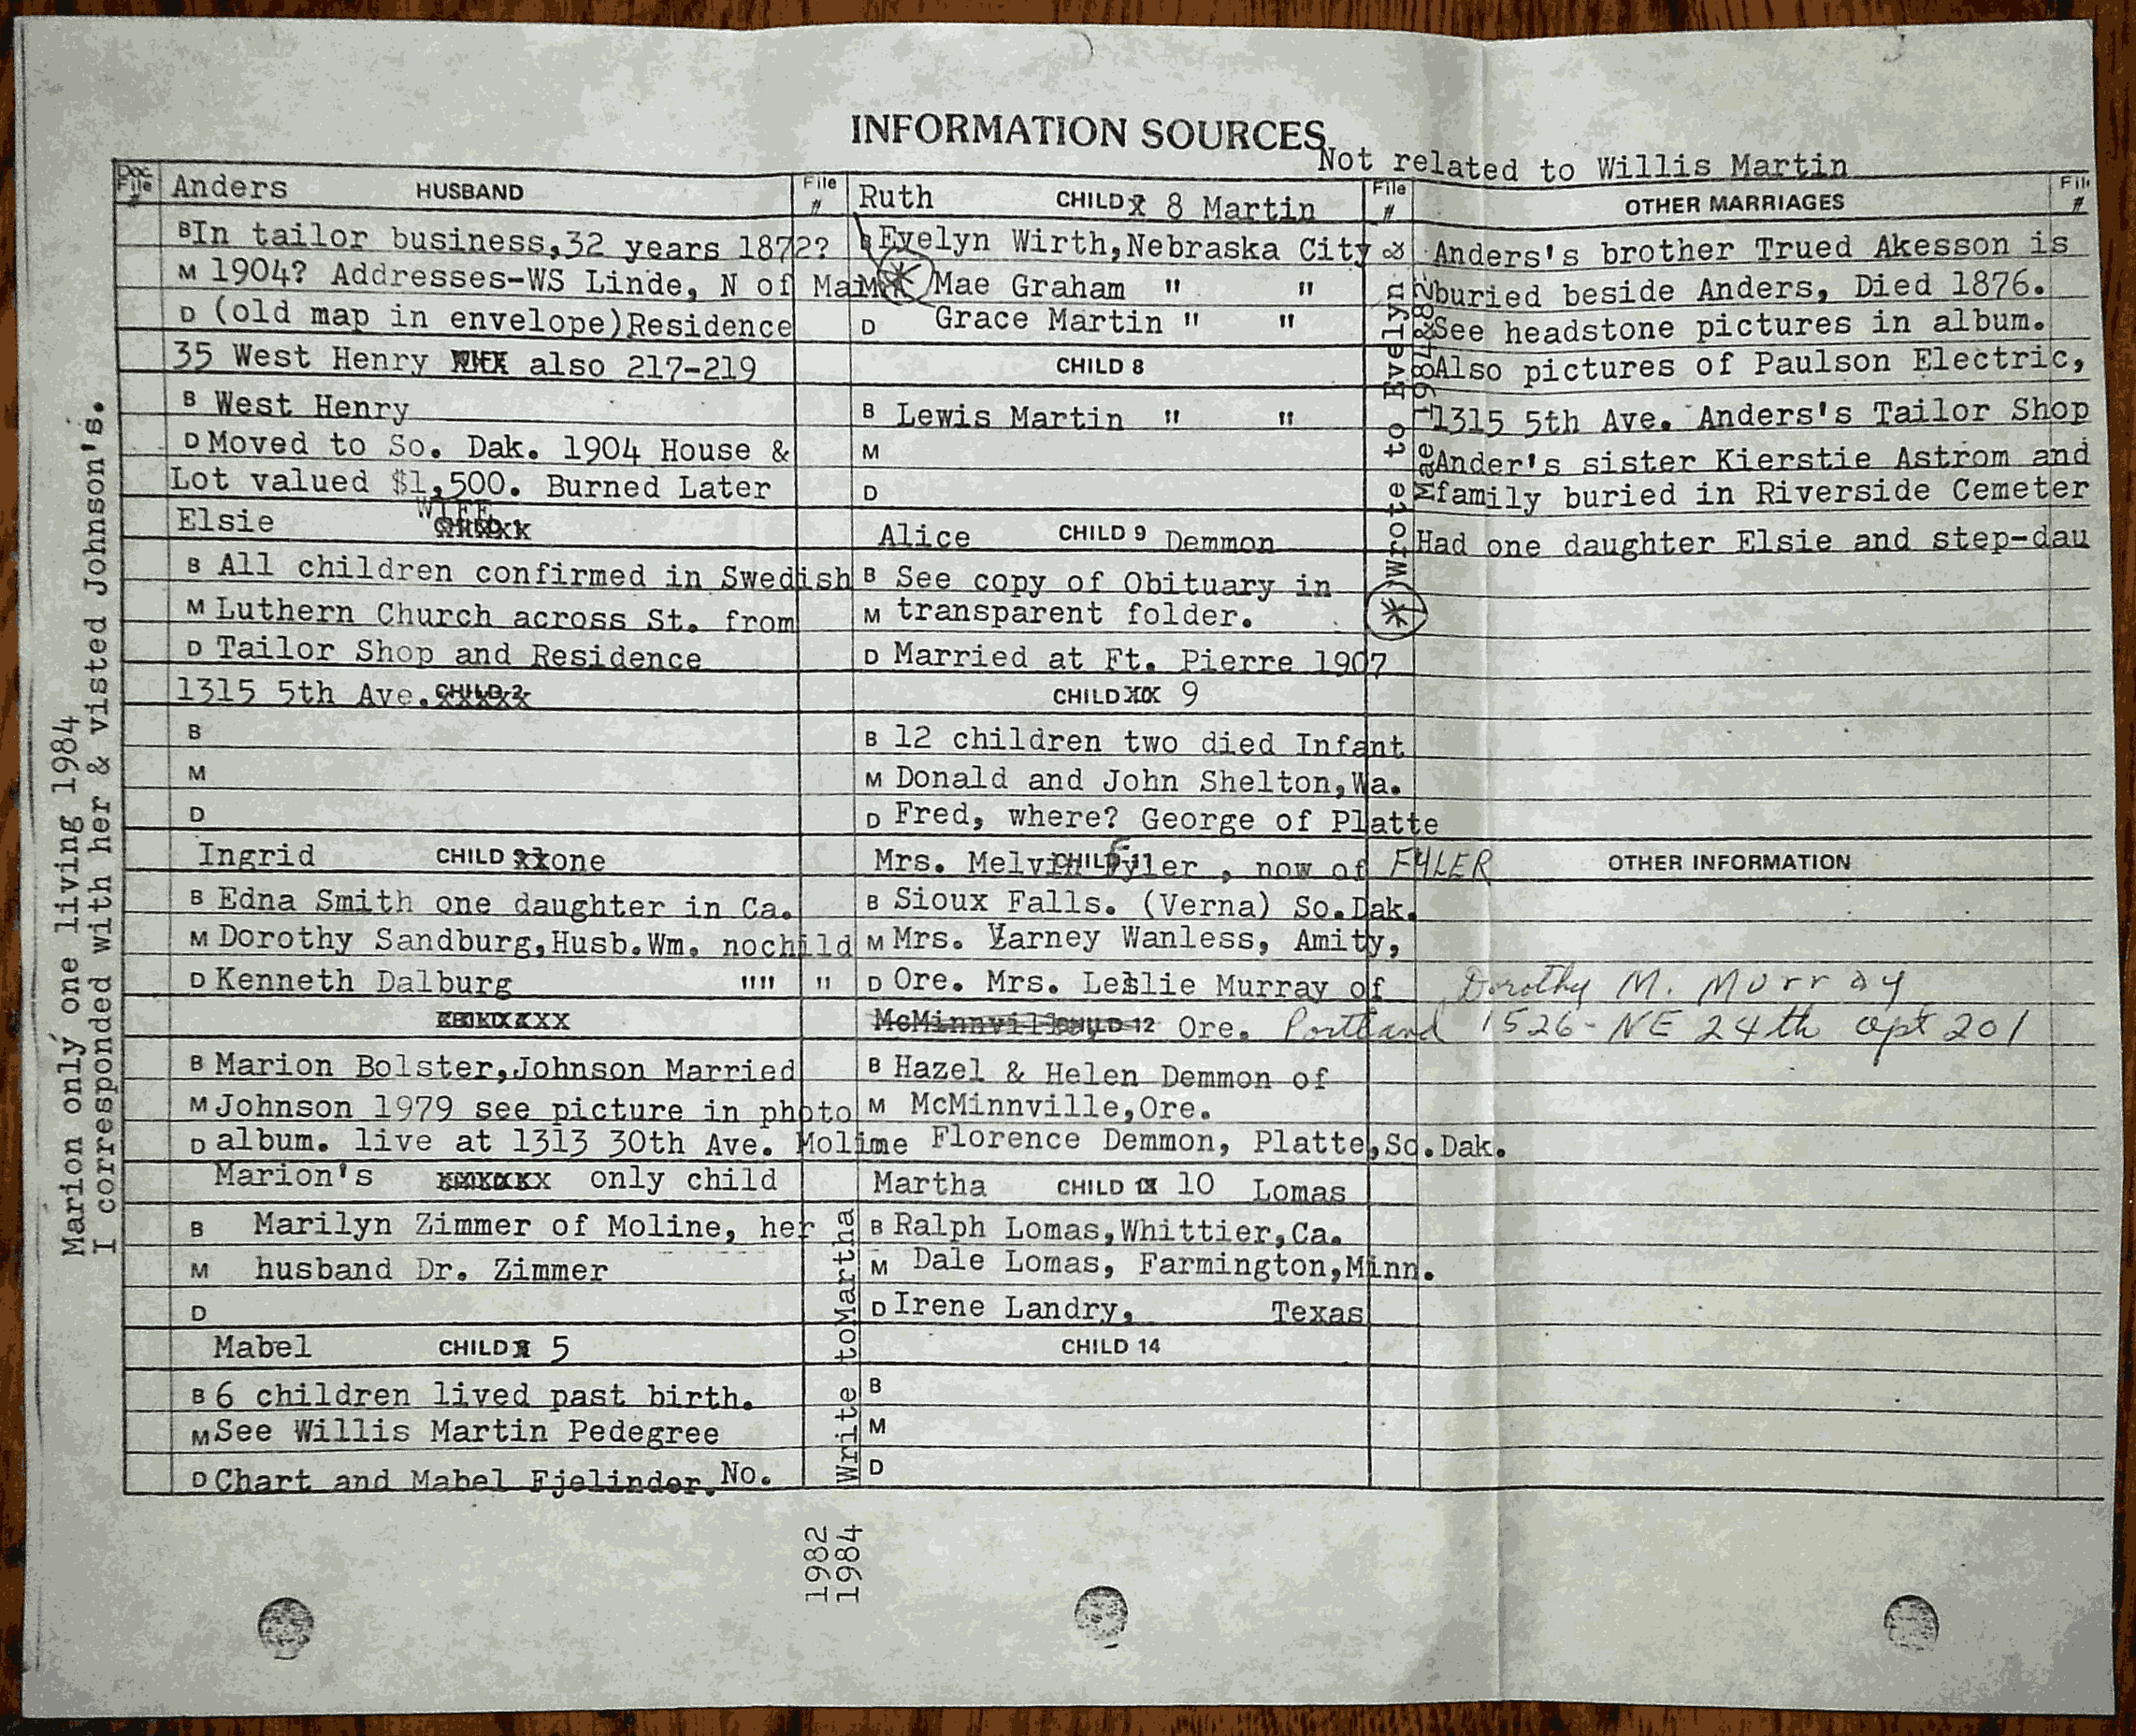 INFORMATION SOURCES
Not related to Willis Martin
Doc File # Anders HUSBAND File #
B In tailor business,32 years 1872?
M 1904? Addresses-WS Linde, N of Main
D (old map in envelope)Residence
35 West Henry also 217-219
B West Henry
D Moved to So. Dak. 1904 House &
Lot valued $1,500. Burned Later
Elsie WIFE
B All children confirmed in Swedish
M Luthern Church across St. from
D Tailor Shop and Residence
1315 5th Ave. CHILD 2
B
M
D
Ingrid CHILD one
B Edna Smith one daughter in Ca.
M Dorothy Sandburg,Husb.Wm. nochild
D Kenneth Dalburg "" "
B Marion Bolster,Johnson Married
M Johnson 1979 see picture in photo
D album. live at 1313 30th Ave. Molime
Marion's only child
B Marilyn Zimmer of Moline, her
M husband Dr. Zimmer
D
Mabel CHILD 5
B 6 children lived past birth.
M See Willis Martin Pedegree
D Chart and Mabel Fjelinder. No.
Ruth CHILD 8 Martin File #
B Evelyn Wirth,Nebraska City
M * Mae Graham " "
D Grace Martin " "
CHILD 8
B Lewis Martin " "
M
D
Alice CHILD 9 Demmon
B See copy of Obituary in
M transparent folder.
D Married at Ft. Pierre 1907
CHILD 9
B 12 children two died Infant
M Donald and John Shelton,Wa.
D Fred, where? George of Platte
Mrs. Melvin Fyler , now of FYLER
B Sioux Falls. (Verna) So.Dak.
M Mrs. Varney Wanless, Amity,
D Ore. Mrs. Leslie Murray of
McMinnville, CHILD 12 Ore. Portland 1526-NE 24th apt 201
B Hazel & Helen Demmon of
M McMinnville,Ore.
D Florence Demmon, Platte,So.Dak.
Martha CHILD 10 Lomas
B Ralph Lomas,Whittier,Ca.
M Dale Lomas, Farmington,Minn.
D Irene Landry, Texas
CHILD 14
B
M
D
OTHER MARRIAGES File #
Anders's brother Trued Akesson is
buried beside Anders, Died 1876.
See headstone pictures in album.
Also pictures of Paulson Electric,
1315 5th Ave. Anders's Tailor Shop
Ander's sister Kierstie Astrom and
family buried in Riverside Cemeter
Had one daughter Elsie and step-dau
OTHER INFORMATION
Dorothy M. Murray
* Wrote to Evelyn &
Mae 1984&82
Write to Martha 1984
1982
Marion only one living 1984
I corresponded with her & visted Johnson's.